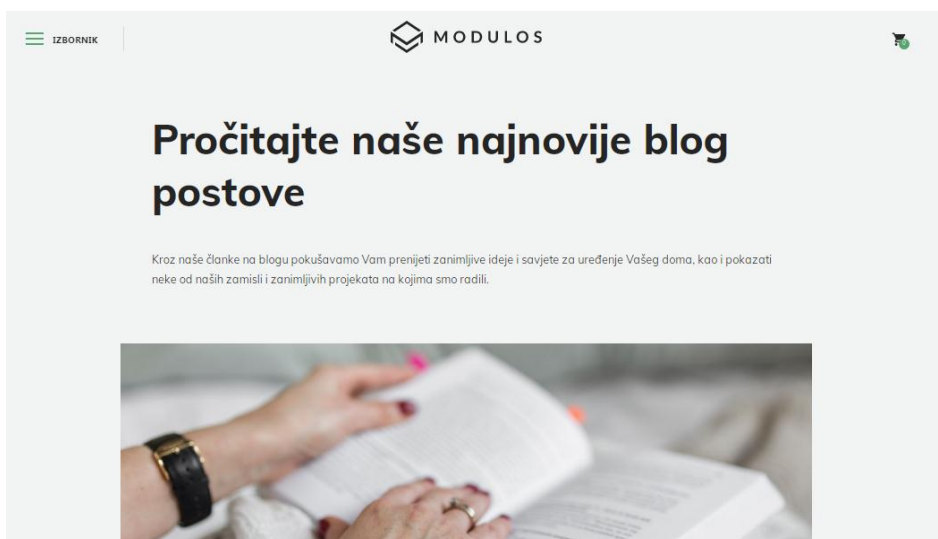 IZBORNIK
MODULOS
0
Pročitajte naše najnovije blog
postove
Kroz naše članke na blogu pokušavamo Vam prenijeti zanimljive ideje i savjete za uređenje Vašeg doma, kao i pokazati
neke od naših zamisli i zanimljivih projekata na kojima smo radili.